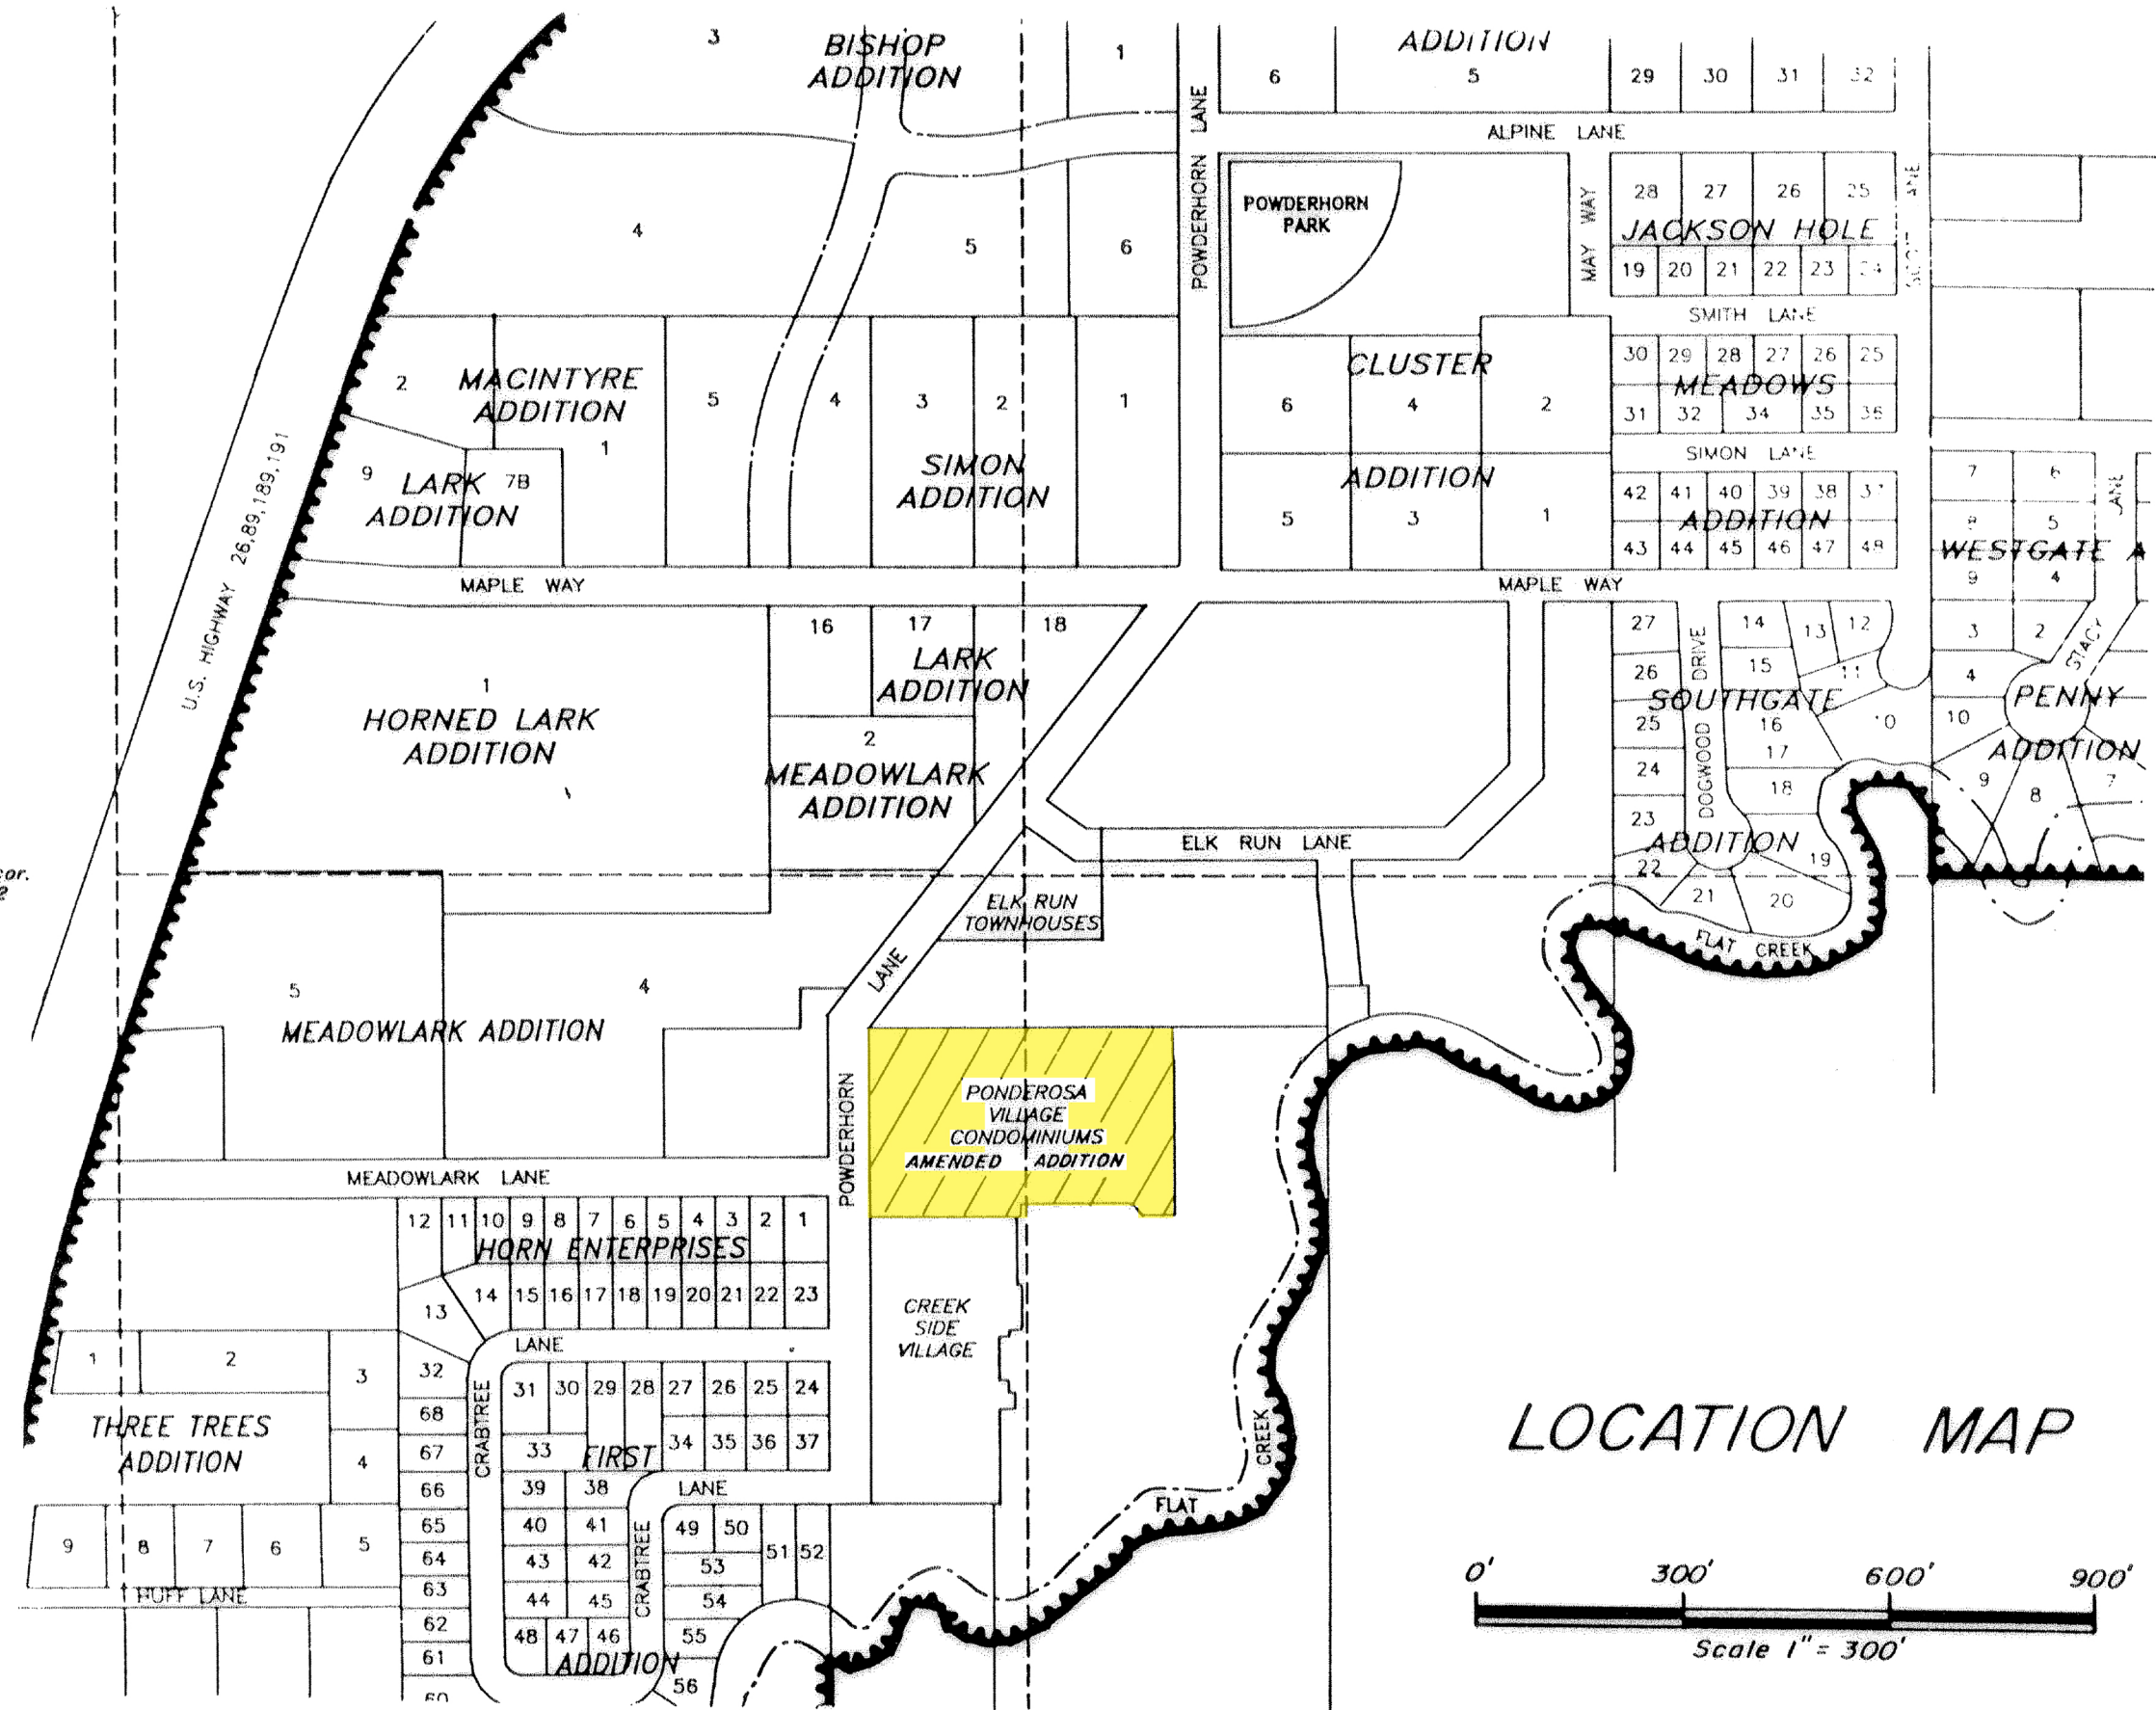 3
BISHOP
ADDITION
1
6
ADDITION
5
29
30
31
32
POWDERHORN LANE
ALPINE LANE
4
5
6
POWDERHORN
PARK
MAY WAY
28
27
26
25
JACKSON HOLE
19
20
21
22
23
24
SMITH LANE
2
MACINTYRE
ADDITION
1
5
4
3
2
1
CLUSTER
6
4
2
30
29
28
27
26
25
MEADOWS
31
32
34
35
36
SIMON LANE
U.S. HIGHWAY 26,89,189,191
9
LARK
ADDITION
7B
SIMON
ADDITION
ADDITION
5
3
1
42
41
40
39
38
ADDITION
43
44
45
46
47
48
7
6
LANE
5
WESTGATE A
9
4
MAPLE WAY
MAPLE WAY
16
17
18
LARK
ADDITION
27
DOGWOOD DRIVE
14
13
12
3
2
STACY
26
15
11
4
1
HORNED LARK
ADDITION
SOUTHGATE
25
16
10
10
PENNY
ADDITION
2
MEADOWLARK
ADDITION
24
17
18
9
8
7
23
ADDITION
ELK RUN LANE
22
19
cor.
21
20
ELK RUN
TOWNHOUSES
FLAT CREEK
LANE
5
4
MEADOWLARK ADDITION
POWDERHORN
PONDEROSA
VILLAGE
CONDOMINIUMS
AMENDED ADDITION
MEADOWLARK LANE
12
11
10
9
8
7
6
5
4
3
2
1
HORN ENTERPRISES
13
14
15
16
17
18
19
20
21
22
23
CREEK
SIDE
VILLAGE
LANE
1
2
3
32
CRABTREE
31
30
29
28
27
26
25
24
68
THREE TREES
ADDITION
4
67
33
FIRST
34
35
36
37
CREEK
LOCATION MAP
66
39
38
LANE
FLAT
9
8
7
6
5
65
40
41
CRABTREE
49
50
51
52
64
43
42
53
HUFF LANE
63
44
45
54
62
48
47
46
55
61
ADDITION
56
60
0' 300' 600' 900'
Scale 1" = 300'